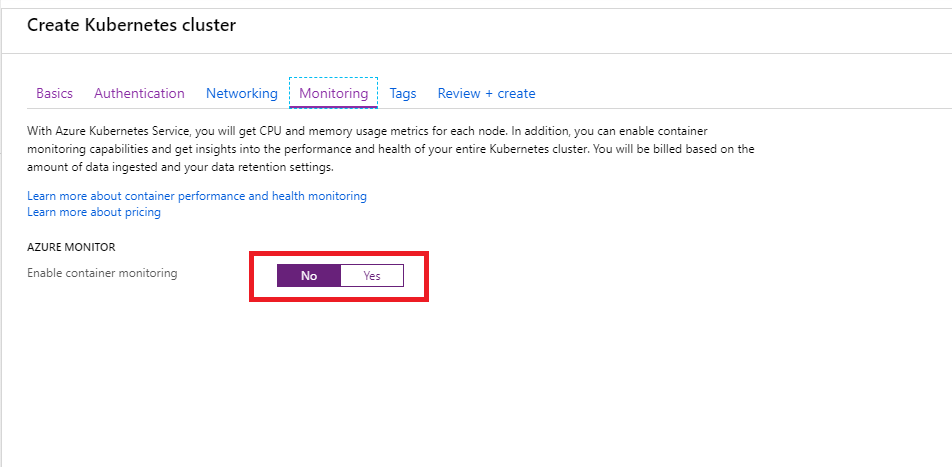 Create Kubernetes cluster
Basics Authentication Networking Monitoring Tags Review + create
With Azure Kubernetes Service, you will get CPU and memory usage metrics for each node. In addition, you can enable container
monitoring capabilities and get insights into the performance and health of your entire Kubernetes cluster. You will be billed based on the
amount of data ingested and your data retention settings.
Learn more about container performance and health monitoring
Learn more about pricing
AZURE MONITOR
Enable container monitoring No Yes